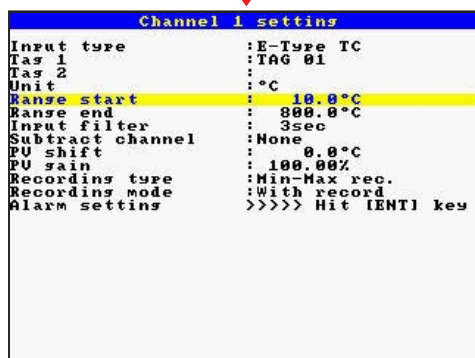 Channel 1 setting
Input type :E-Type TC
Tag 1 :TAG 01
Tag 2 :
Unit :°C
Range start : 10.0°C
Range end : 800.0°C
Input filter : 3sec
Subtract channel :None
PV shift : 0.0°C
PV gain : 100.00%
Recording type :Min-Max rec.
Recording mode :With record
Alarm setting >>>>> Hit [ENT] key